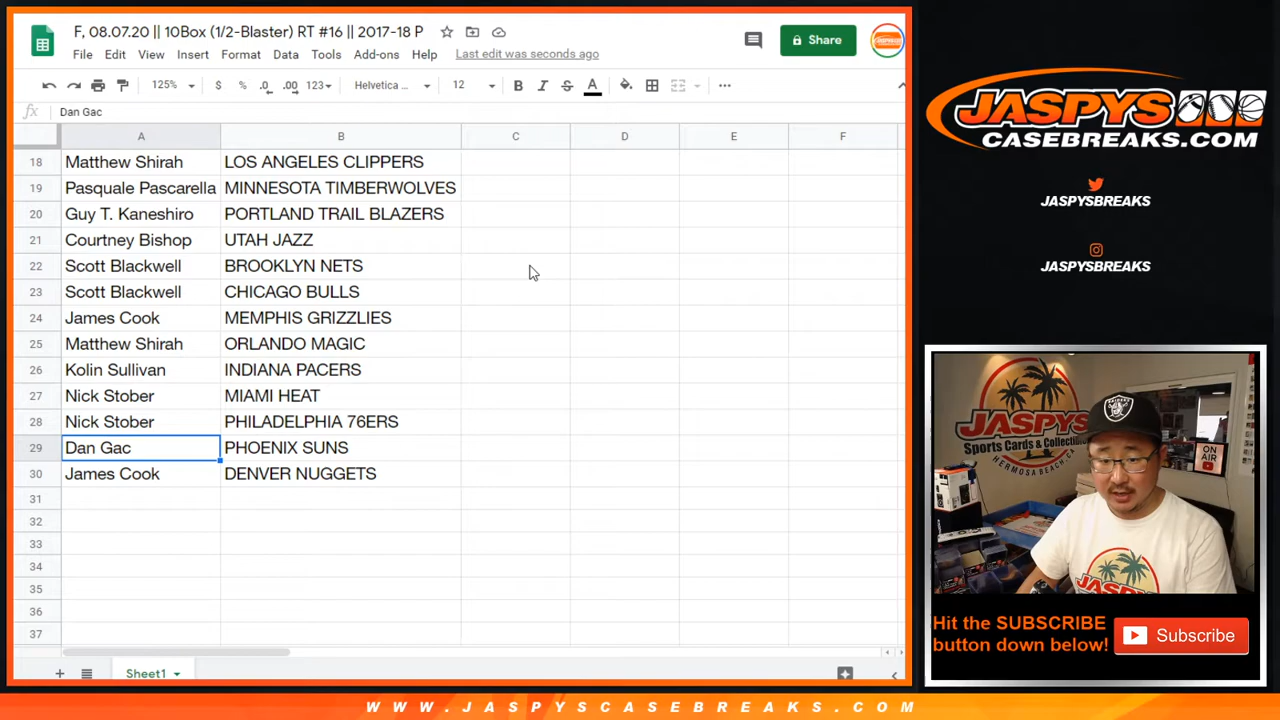 F, 08.07.20 || 10Box (1/2-Blaster) RT #16 || 2017-18 P
File Edit View Insert Format Data Tools Add-ons Help Last edit was seconds ago
Share
125% $ % .0 .00 123 Helvetica ... 12 B I S A
fx Dan Gac
A B C D E F
18 Matthew Shirah LOS ANGELES CLIPPERS
19 Pasquale Pascarella MINNESOTA TIMBERWOLVES
20 Guy T. Kaneshiro PORTLAND TRAIL BLAZERS
21 Courtney Bishop UTAH JAZZ
22 Scott Blackwell BROOKLYN NETS
23 Scott Blackwell CHICAGO BULLS
24 James Cook MEMPHIS GRIZZLIES
25 Matthew Shirah ORLANDO MAGIC
26 Kolin Sullivan INDIANA PACERS
27 Nick Stober MIAMI HEAT
28 Nick Stober PHILADELPHIA 76ERS
29 Dan Gac PHOENIX SUNS
30 James Cook DENVER NUGGETS
31
32
33
34
35
36
37
Sheet1
JASPYS
CASEBREAKS.COM
JASPYSBREAKS
JASPYSBREAKS
JASPYS
Sports Cards & Collectibles
HERMOSA BEACH, CA
ON AIR
RAIDERS
JASPYS
Hit the SUBSCRIBE
button down below!
Subscribe
WWW.JASPYSCASEBREAKS.COM